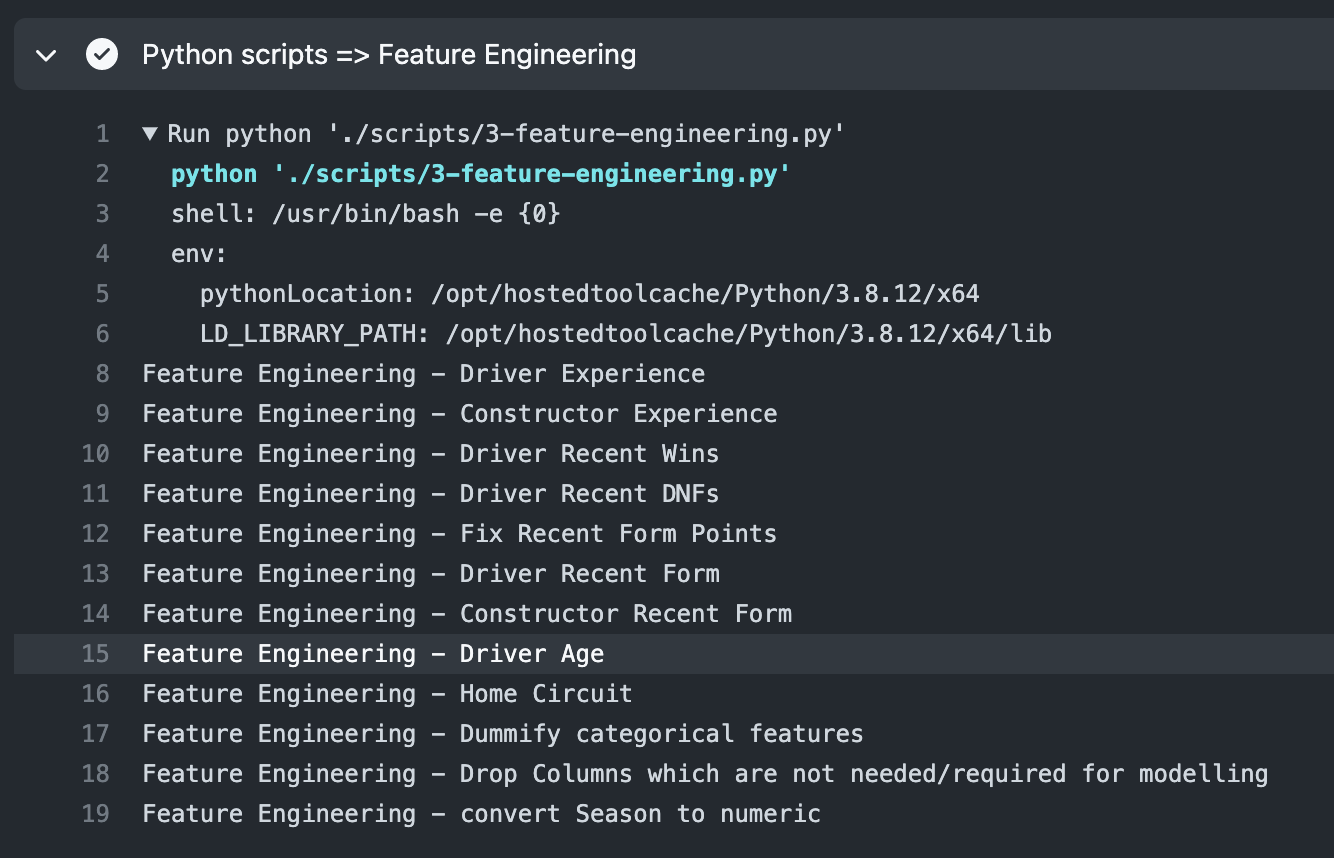 Python scripts => Feature Engineering
1 ▼ Run python './scripts/3-feature-engineering.py'
2 python './scripts/3-feature-engineering.py'
3 shell: /usr/bin/bash -e {0}
4 env:
5 pythonLocation: /opt/hostedtoolcache/Python/3.8.12/x64
6 LD_LIBRARY_PATH: /opt/hostedtoolcache/Python/3.8.12/x64/lib
8 Feature Engineering - Driver Experience
9 Feature Engineering - Constructor Experience
10 Feature Engineering - Driver Recent Wins
11 Feature Engineering - Driver Recent DNFs
12 Feature Engineering - Fix Recent Form Points
13 Feature Engineering - Driver Recent Form
14 Feature Engineering - Constructor Recent Form
15 Feature Engineering - Driver Age
16 Feature Engineering - Home Circuit
17 Feature Engineering - Dummify categorical features
18 Feature Engineering - Drop Columns which are not needed/required for modelling
19 Feature Engineering - convert Season to numeric